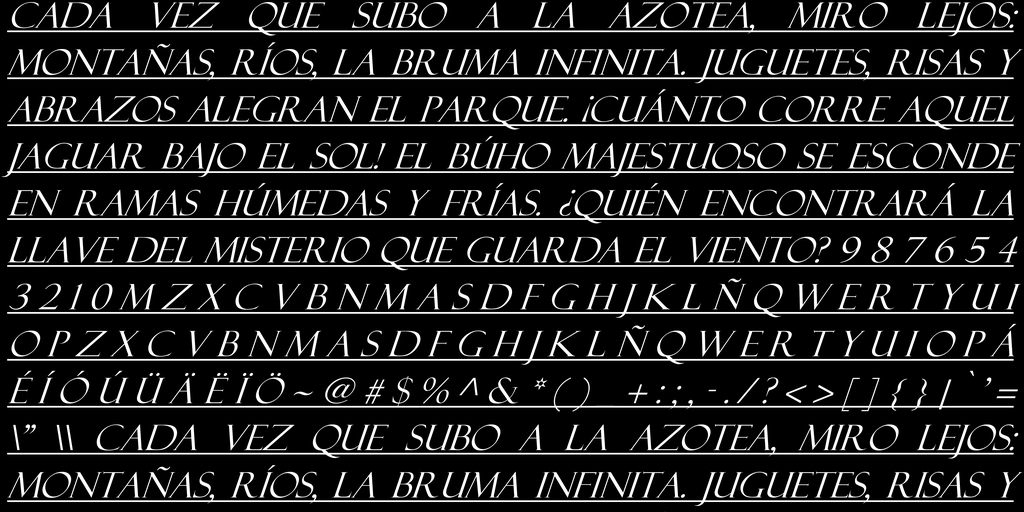 CADA VEZ QUE SUBO A LA AZOTEA, MIRO LEJOS:
MONTAÑAS, RÍOS, LA BRUMA INFINITA. JUGUETES, RISAS Y
ABRAZOS ALEGRAN EL PARQUE. ¡CUÁNTO CORRE AQUEL
JAGUAR BAJO EL SOL! EL BÚHO MAJESTUOSO SE ESCONDE
EN RAMAS HÚMEDAS Y FRÍAS. ¿QUIÉN ENCONTRARÁ LA
LLAVE DEL MISTERIO QUE GUARDA EL VIENTO? 9 8 7 6 5 4
3 2 1 0 M Z X C V B N M A S D F G H J K L Ñ Q W E R T Y U I
O P Z X C V B N M A S D F G H J K L Ñ Q W E R T Y U I O P Á
É Í Ó Ú Ü Ä Ë Ï Ö ~ @ # $ % ^ & * ( ) _ + : ; , - . / ? < > [ ] { } | ` ' =
\" \\ CADA VEZ QUE SUBO A LA AZOTEA, MIRO LEJOS:
MONTAÑAS, RÍOS, LA BRUMA INFINITA. JUGUETES, RISAS Y